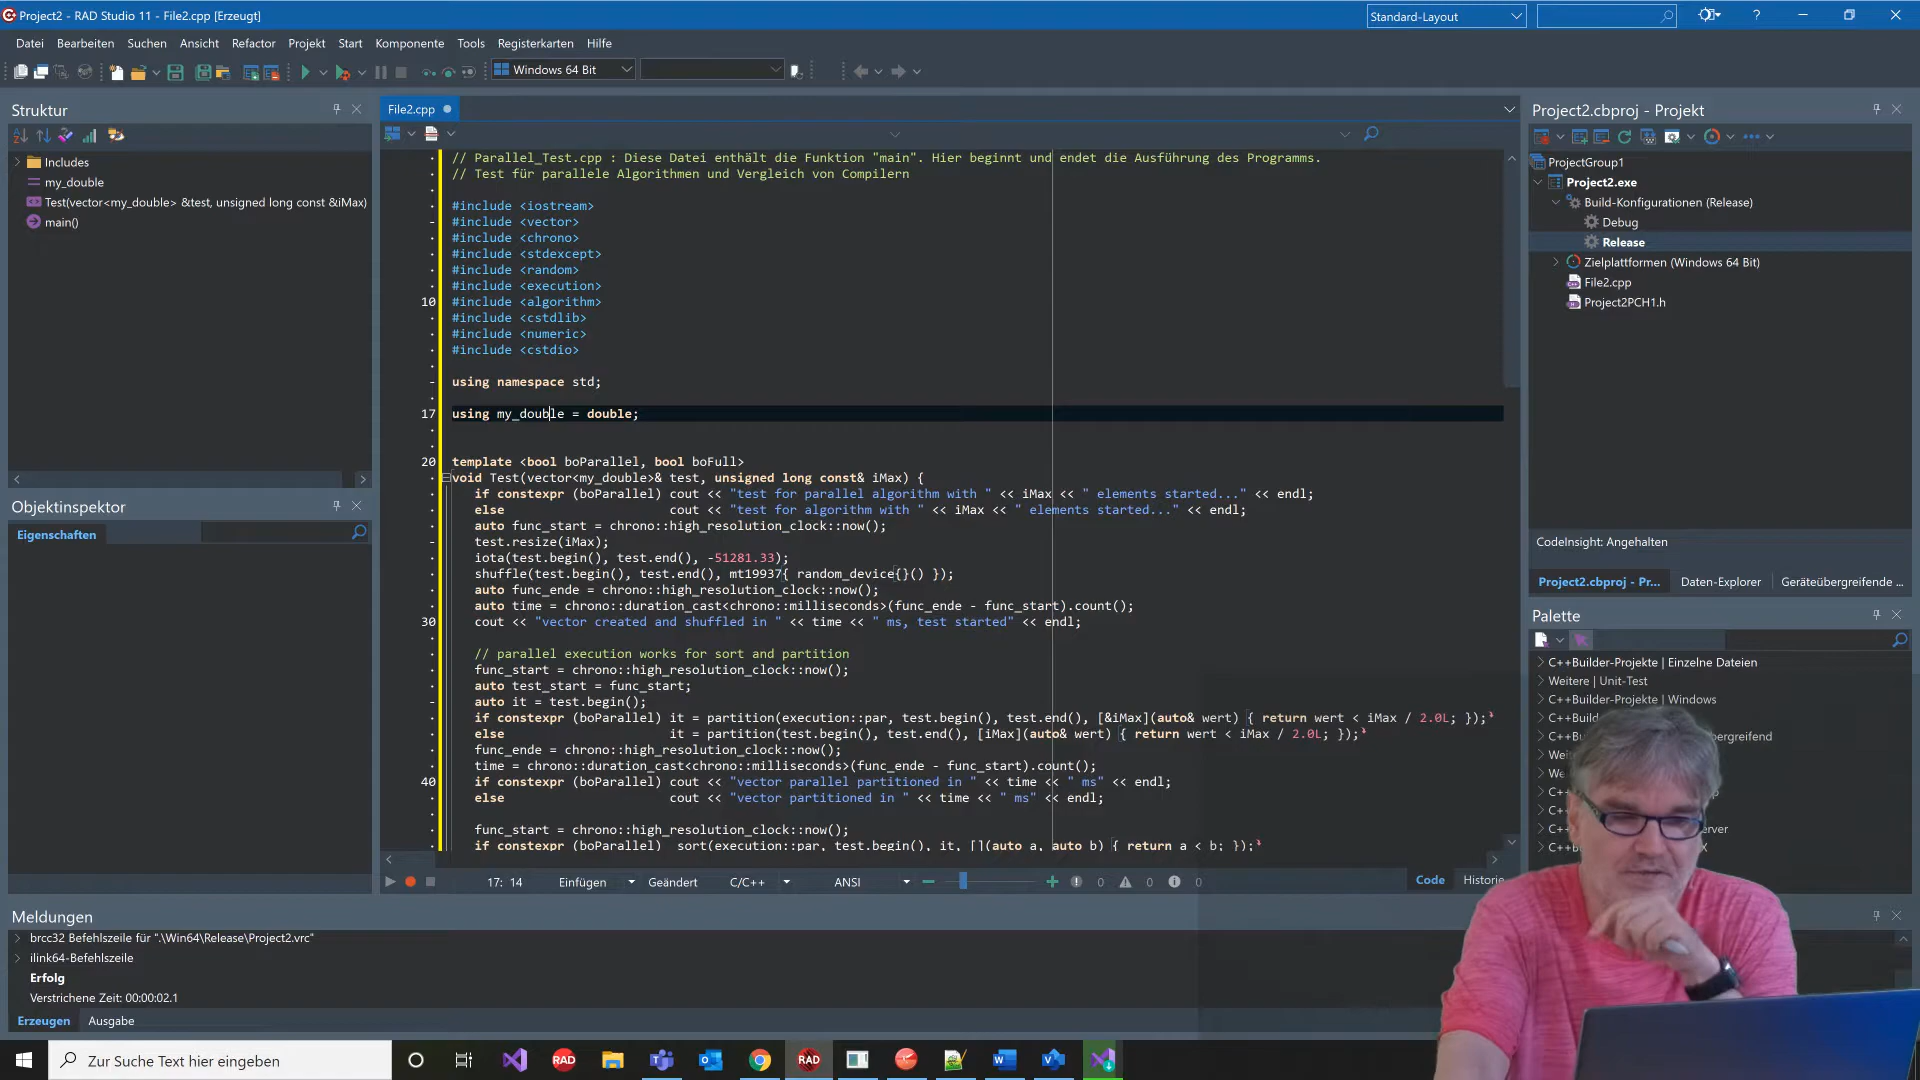 Project2 - RAD Studio 11 - File2.cpp [Erzeugt]
Standard-Layout
?
Datei Bearbeiten Suchen Ansicht Refactor Projekt Start Komponente Tools Registerkarten Hilfe
Windows 64 Bit
Struktur
Includes
my_double
Test(vector<my_double> &test, unsigned long const &iMax)
main()
Objektinspektor
Eigenschaften
File2.cpp
// Parallel_Test.cpp : Diese Datei enthält die Funktion "main". Hier beginnt und endet die Ausführung des Programms.
// Test für parallele Algorithmen und Vergleich von Compilern
#include <iostream>
#include <vector>
#include <chrono>
#include <stdexcept>
#include <random>
#include <execution>
10 #include <algorithm>
#include <cstdlib>
#include <numeric>
#include <cstdio>
using namespace std;
17 using my_double = double;
20 template <bool boParallel, bool boFull>
void Test(vector<my_double>& test, unsigned long const& iMax) {
if constexpr (boParallel) cout << "test for parallel algorithm with " << iMax << " elements started..." << endl;
else cout << "test for algorithm with " << iMax << " elements started..." << endl;
auto func_start = chrono::high_resolution_clock::now();
test.resize(iMax);
iota(test.begin(), test.end(), -51281.33);
shuffle(test.begin(), test.end(), mt19937{ random_device{}() });
auto func_ende = chrono::high_resolution_clock::now();
auto time = chrono::duration_cast<chrono::milliseconds>(func_ende - func_start).count();
30 cout << "vector created and shuffled in " << time << " ms, test started" << endl;
// parallel execution works for sort and partition
func_start = chrono::high_resolution_clock::now();
auto test_start = func_start;
auto it = test.begin();
if constexpr (boParallel) it = partition(execution::par, test.begin(), test.end(), [&iMax](auto& wert) { return wert < iMax / 2.0L; });
else it = partition(test.begin(), test.end(), [iMax](auto& wert) { return wert < iMax / 2.0L; });
func_ende = chrono::high_resolution_clock::now();
time = chrono::duration_cast<chrono::milliseconds>(func_ende - func_start).count();
40 if constexpr (boParallel) cout << "vector parallel partitioned in " << time << " ms" << endl;
else cout << "vector partitioned in " << time << " ms" << endl;
func_start = chrono::high_resolution_clock::now();
if constexpr (boParallel) sort(execution::par, test.begin(), it, [](auto a, auto b) { return a < b; });
17: 14 Einfügen Geändert C/C++ ANSI 0 0 0 Code Historie
Project2.cbproj - Projekt
ProjectGroup1
Project2.exe
Build-Konfigurationen (Release)
Debug
Release
Zielplattformen (Windows 64 Bit)
File2.cpp
Project2PCH1.h
CodeInsight: Angehalten
Project2.cbproj - Pr... Daten-Explorer Geräteübergreifende ...
Palette
C++Builder-Projekte | Einzelne Dateien
Weitere | Unit-Test
C++Builder-Projekte | Windows
Meldungen
brcc32 Befehlszeile für ".\Win64\Release\Project2.vrc"
ilink64-Befehlszeile
Erfolg
Verstrichene Zeit: 00:00:02.1
Erzeugen Ausgabe
Zur Suche Text hier eingeben
RAD
RAD